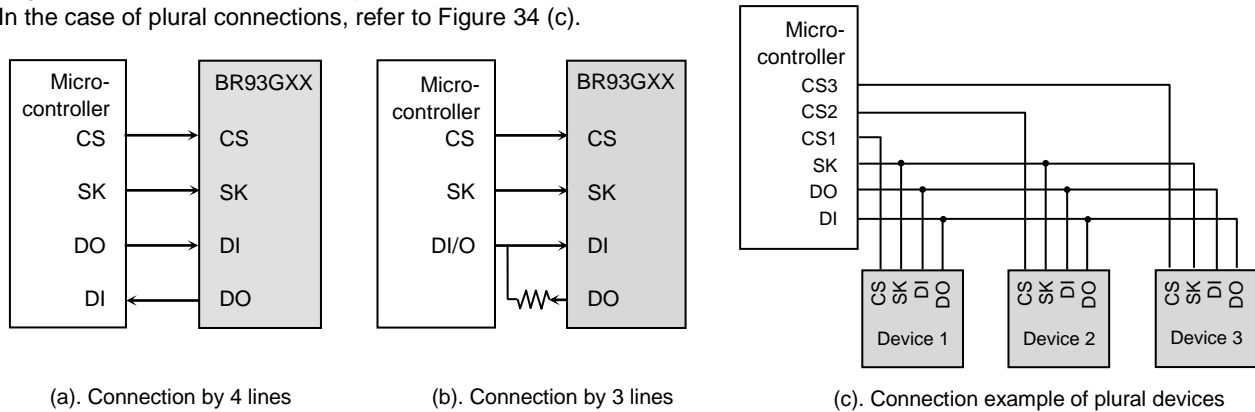 In the case of plural connections, refer to Figure 34 (c).
Micro-
controller
CS
SK
DO
DI
BR93GXX
CS
SK
DI
DO
(a). Connection by 4 lines
Micro-
controller
CS
SK
DI/O
BR93GXX
CS
SK
DI
DO
(b). Connection by 3 lines
Micro-
controller
CS3
CS2
CS1
SK
DO
DI
CS
SK
DI
DO
Device 1
CS
SK
DI
DO
Device 2
CS
SK
DI
DO
Device 3
(c). Connection example of plural devices